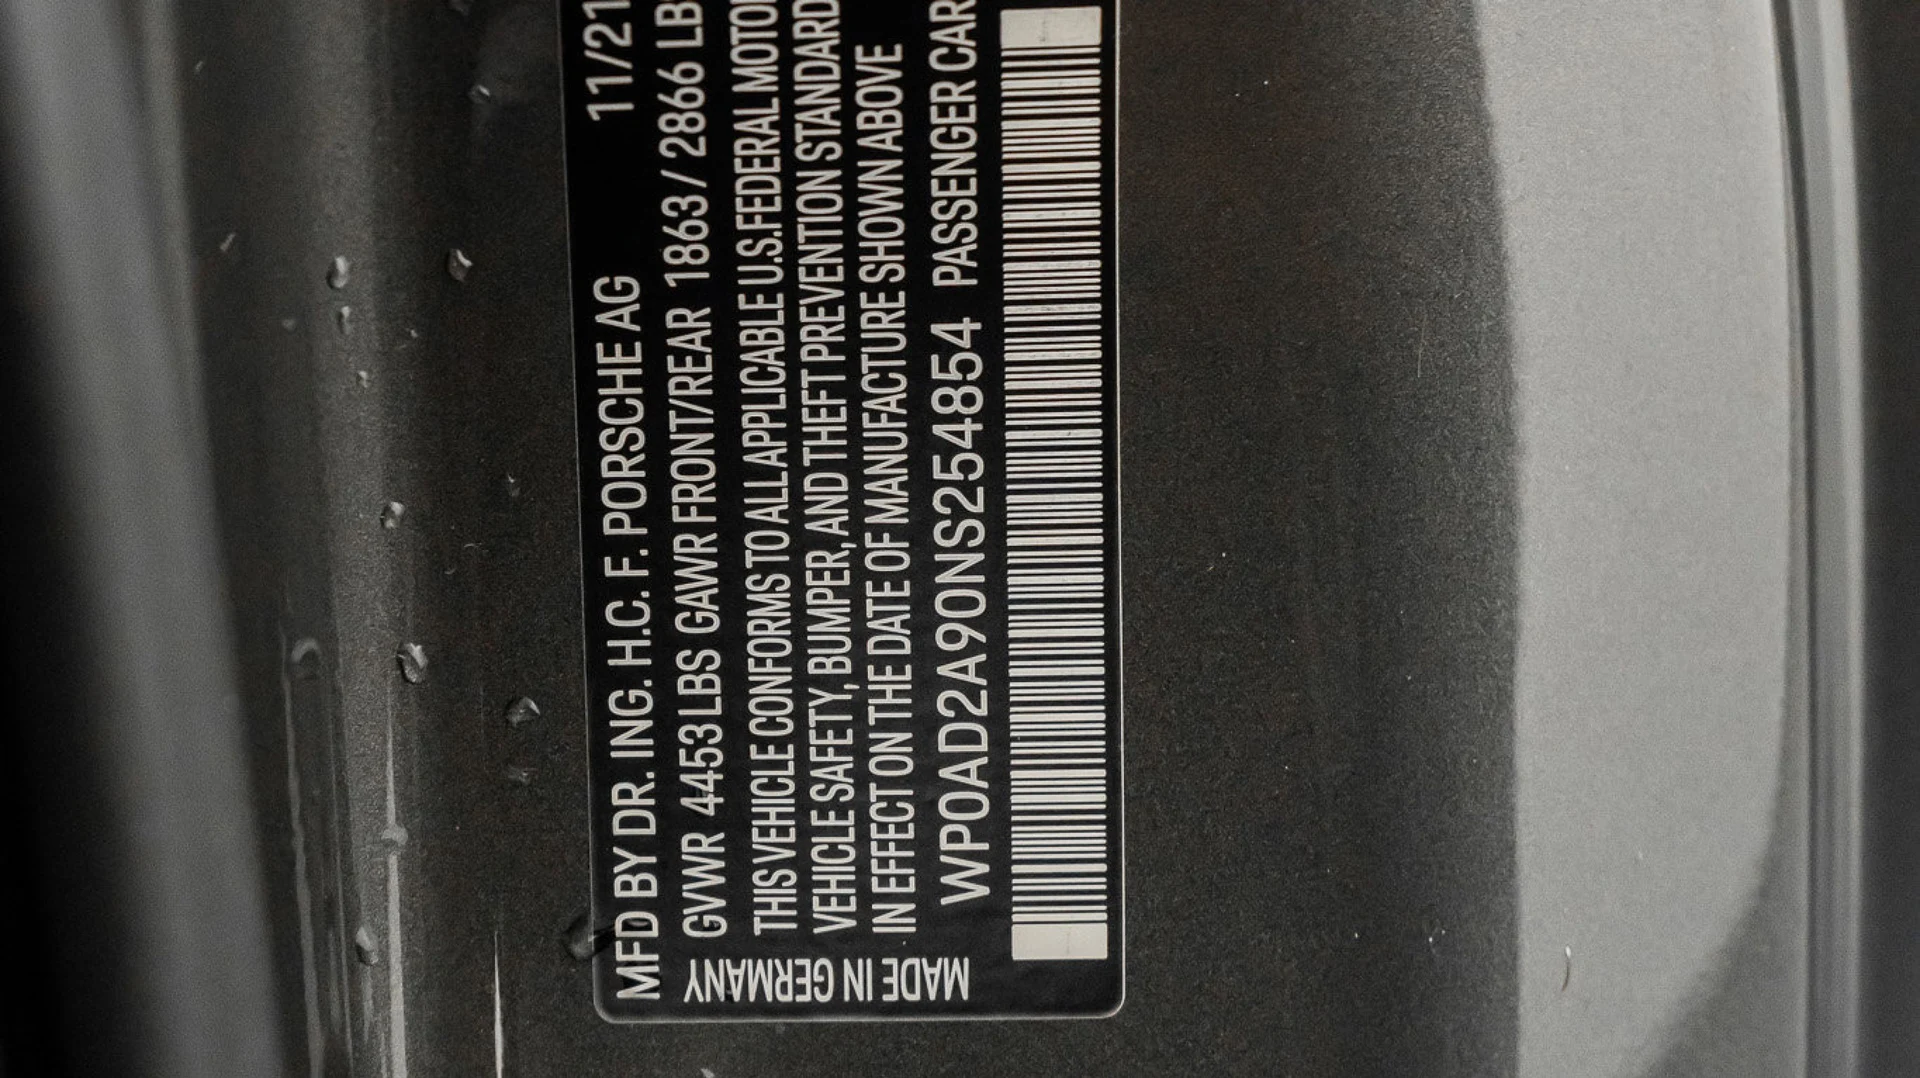 MFD BY DR. ING. H.C. F. PORSCHE AG 11/21
GVWR 4453 LBS GAWR FRONT/REAR 1863 / 2866 LB
THIS VEHICLE CONFORMS TO ALL APPLICABLE U.S. FEDERAL MOTO
VEHICLE SAFETY, BUMPER, AND THEFT PREVENTION STANDARD
IN EFFECT ON THE DATE OF MANUFACTURE SHOWN ABOVE
WP0AD2A90NS254854 PASSENGER CAR
MADE IN GERMANY